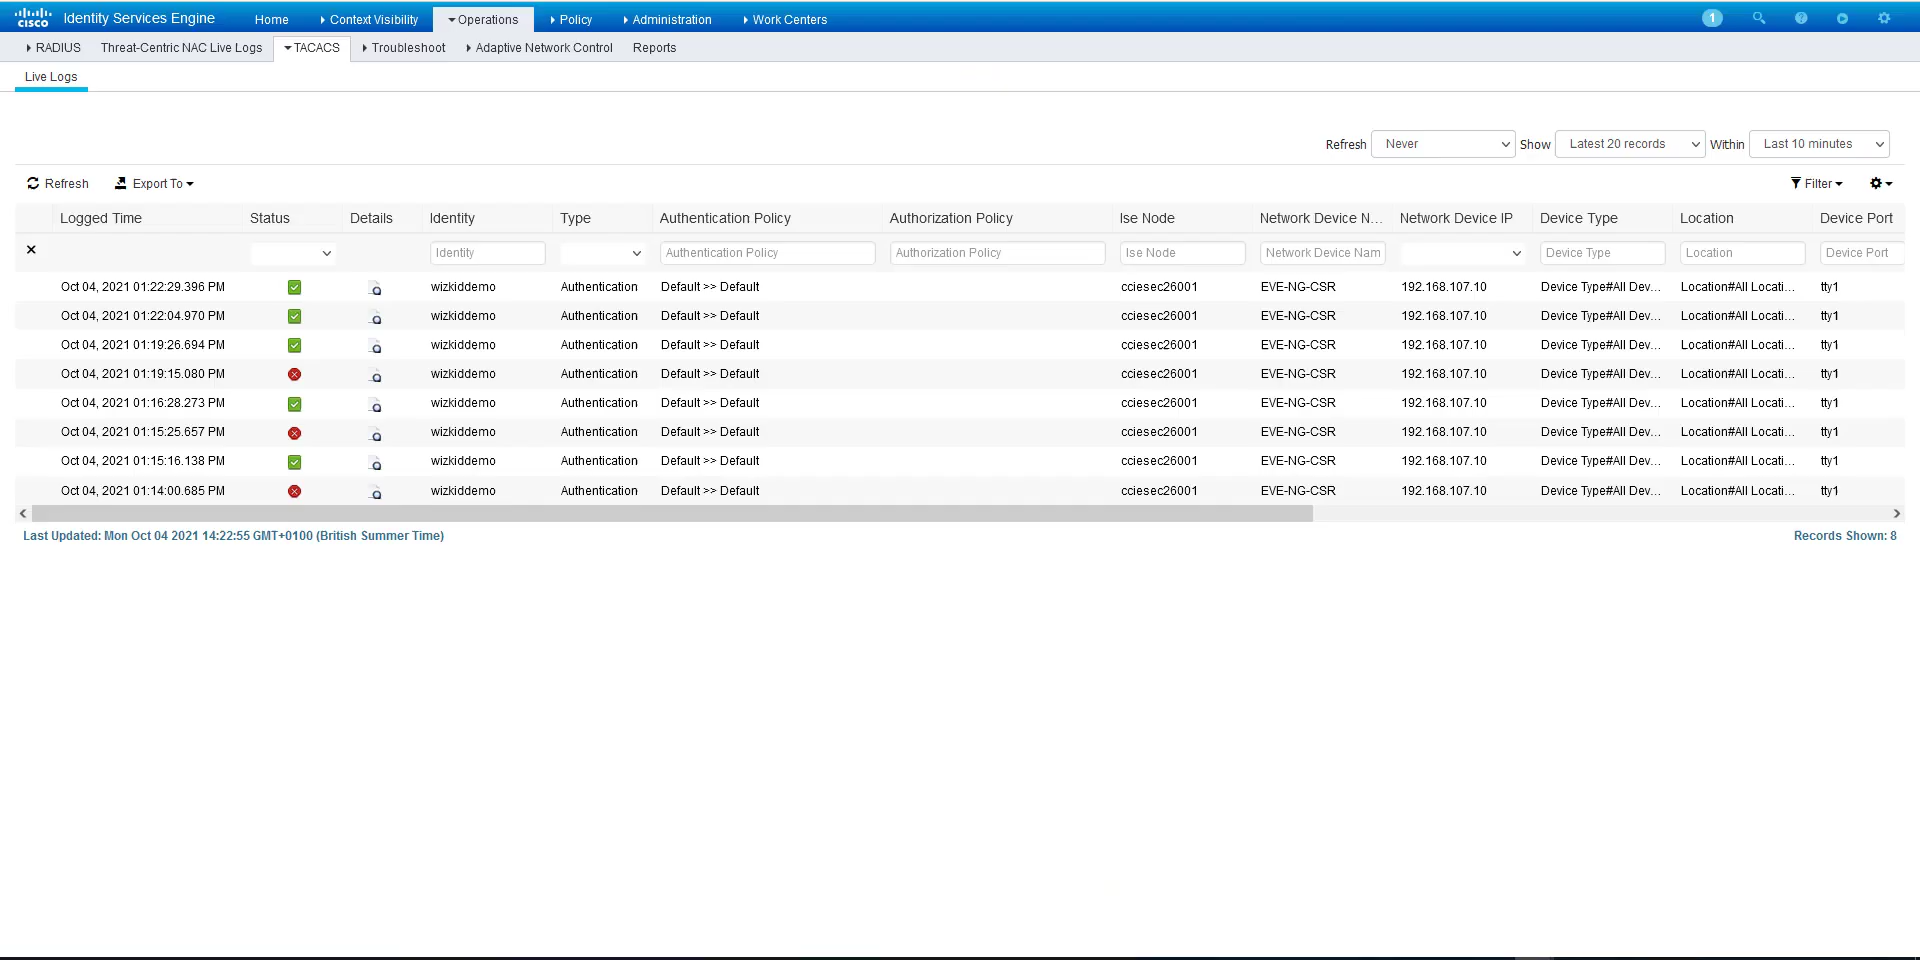 cisco Identity Services Engine Home Context Visibility Operations Policy Administration Work Centers 1
RADIUS Threat-Centric NAC Live Logs TACACS Troubleshoot Adaptive Network Control Reports
Live Logs
Refresh Never Show Latest 20 records Within Last 10 minutes
Refresh Export To Filter
Logged Time Status Details Identity Type Authentication Policy Authorization Policy Ise Node Network Device N... Network Device IP Device Type Location Device Port
Identity Authentication Policy Authorization Policy Ise Node Network Device Nam Device Type Location Device Port
Oct 04, 2021 01:22:29.396 PM wizkiddemo Authentication Default >> Default cciesec26001 EVE-NG-CSR 192.168.107.10 Device Type#All Dev... Location#All Locati... tty1
Oct 04, 2021 01:22:04.970 PM wizkiddemo Authentication Default >> Default cciesec26001 EVE-NG-CSR 192.168.107.10 Device Type#All Dev... Location#All Locati... tty1
Oct 04, 2021 01:19:26.694 PM wizkiddemo Authentication Default >> Default cciesec26001 EVE-NG-CSR 192.168.107.10 Device Type#All Dev... Location#All Locati... tty1
Oct 04, 2021 01:19:15.080 PM wizkiddemo Authentication Default >> Default cciesec26001 EVE-NG-CSR 192.168.107.10 Device Type#All Dev... Location#All Locati... tty1
Oct 04, 2021 01:16:28.273 PM wizkiddemo Authentication Default >> Default cciesec26001 EVE-NG-CSR 192.168.107.10 Device Type#All Dev... Location#All Locati... tty1
Oct 04, 2021 01:15:25.657 PM wizkiddemo Authentication Default >> Default cciesec26001 EVE-NG-CSR 192.168.107.10 Device Type#All Dev... Location#All Locati... tty1
Oct 04, 2021 01:15:16.138 PM wizkiddemo Authentication Default >> Default cciesec26001 EVE-NG-CSR 192.168.107.10 Device Type#All Dev... Location#All Locati... tty1
Oct 04, 2021 01:14:00.685 PM wizkiddemo Authentication Default >> Default cciesec26001 EVE-NG-CSR 192.168.107.10 Device Type#All Dev... Location#All Locati... tty1
Last Updated: Mon Oct 04 2021 14:22:55 GMT+0100 (British Summer Time) Records Shown: 8